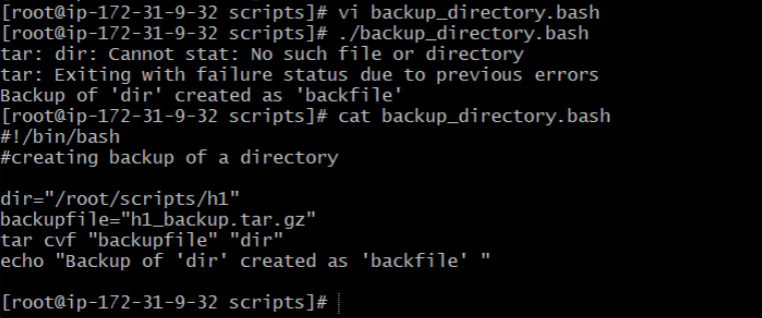 [root@ip-172-31-9-32 scripts]# vi backup_directory.bash
[root@ip-172-31-9-32 scripts]# ./backup_directory.bash
tar: dir: Cannot stat: No such file or directory
tar: Exiting with failure status due to previous errors
Backup of 'dir' created as 'backfile'
[root@ip-172-31-9-32 scripts]# cat backup_directory.bash
#!/bin/bash
#creating backup of a directory

dir="/root/scripts/h1"
backupfile="h1_backup.tar.gz"
tar cvf "backupfile" "dir"
echo "Backup of 'dir' created as 'backfile' "

[root@ip-172-31-9-32 scripts]#